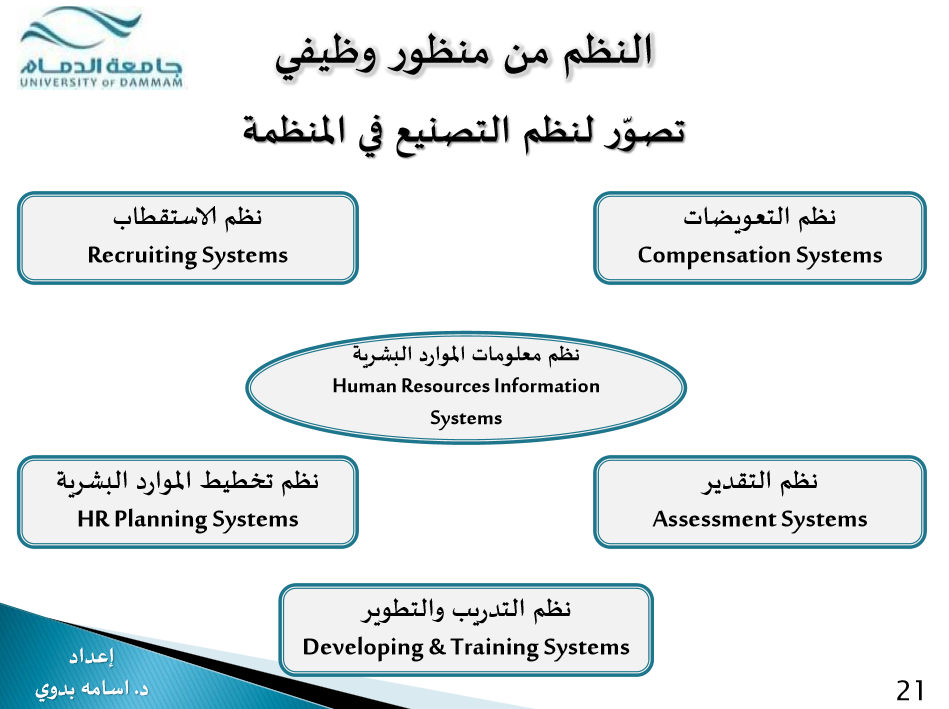 جامعة الدمام
UNIVERSITY OF DAMMAM
النظم من منظور وظيفي
تصوّر لنظم التصنيع في المنظمة
نظم التعويضات
Compensation Systems
نظم الاستقطاب
Recruiting Systems
نظم معلومات الموارد البشرية
Human Resources Information
Systems
نظم التقدير
Assessment Systems
نظم تخطيط الموارد البشرية
HR Planning Systems
نظم التدريب والتطوير
Developing & Training Systems
إعداد
د. اسامه بدوي
21